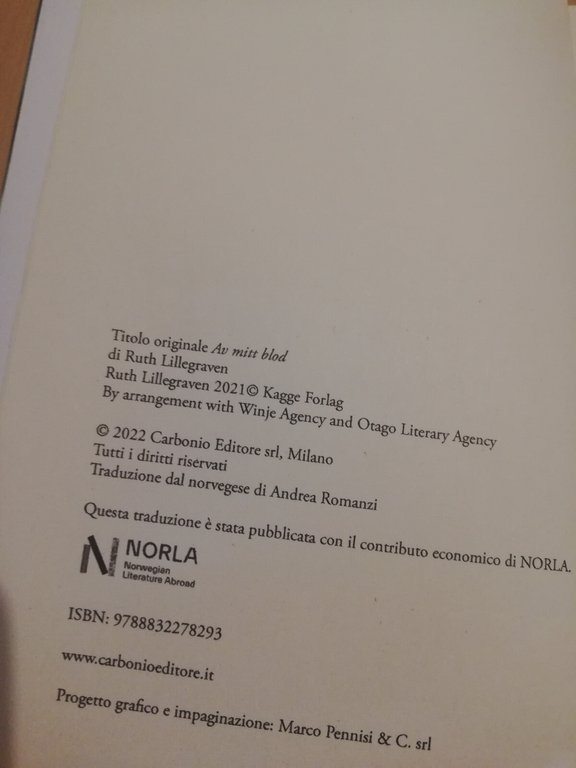 Titolo originale Av mitt blod
di Ruth Lillegraven
Ruth Lillegraven 2021© Kagge Forlag
By arrangement with Winje Agency and Otago Literary Agency
© 2022 Carbonio Editore srl, Milano
Tutti i diritti riservati
Traduzione dal norvegese di Andrea Romanzi
Questa traduzione è stata pubblicata con il contributo economico di NORLA.
NORLA
Norwegian
Literature Abroad
ISBN: 9788832278293
www.carbonioeditore.it
Progetto grafico e impaginazione: Marco Pennisi & C. srl